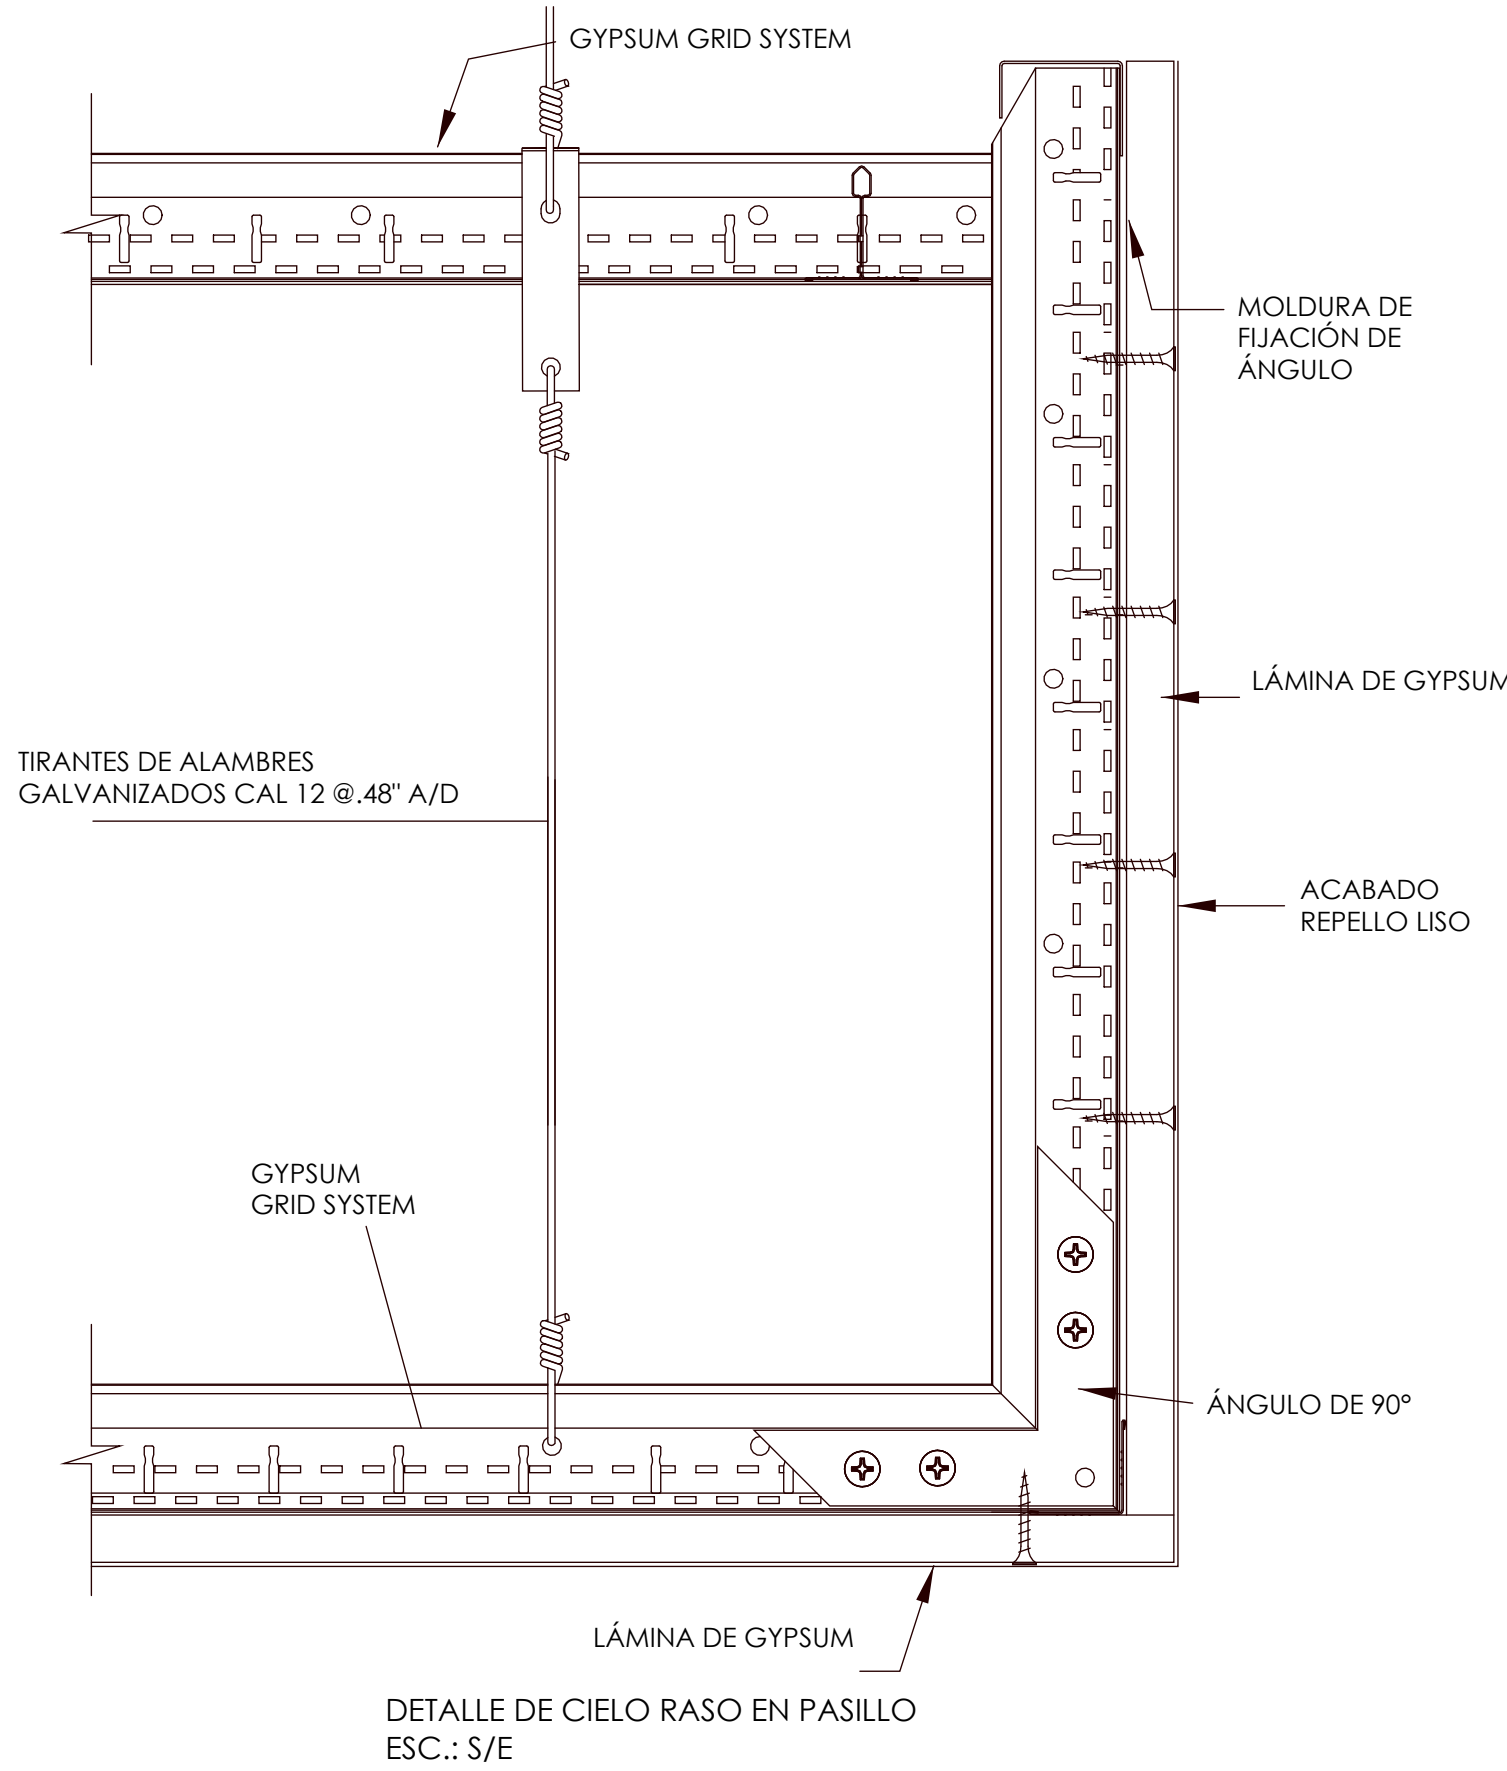 GYPSUM GRID SYSTEM
MOLDURA DE
FIJACIÓN DE
ÁNGULO
LÁMINA DE GYPSUM
TIRANTES DE ALAMBRES
GALVANIZADOS CAL 12 @.48" A/D
ACABADO
REPELLO LISO
GYPSUM
GRID SYSTEM
ÁNGULO DE 90°
LÁMINA DE GYPSUM
DETALLE DE CIELO RASO EN PASILLO
ESC.: S/E